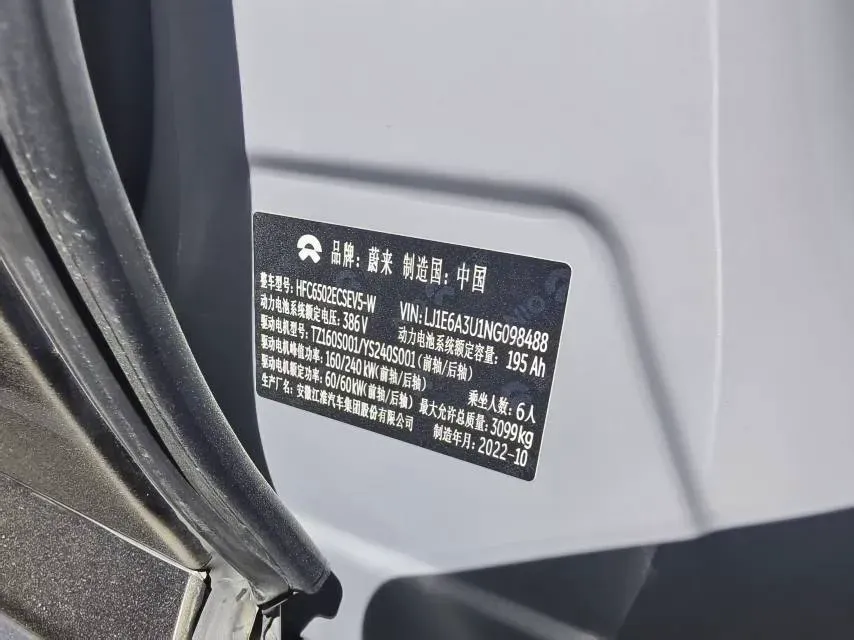 品牌：蔚来 制造国：中国
整车型号：HFC6502ECSEV5-W VIN：LJ1E6A3U1NG098488
动力电池系统额定电压：386V 动力电池系统额定容量：195Ah
驱动电机型号：TZ160S001/YS240S001(前轴/后轴)
驱动电机峰值功率：160/240kW(前轴/后轴) 乘坐人数：6人
驱动电机额定功率：60/60kW(前轴/后轴) 最大允许总质量：3099kg
生产厂名：安徽江淮汽车集团股份有限公司 制造年月：2022-10